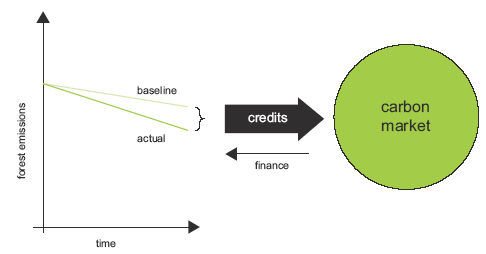 baseline
actual
forest emissions
time
credits
finance
carbon
market